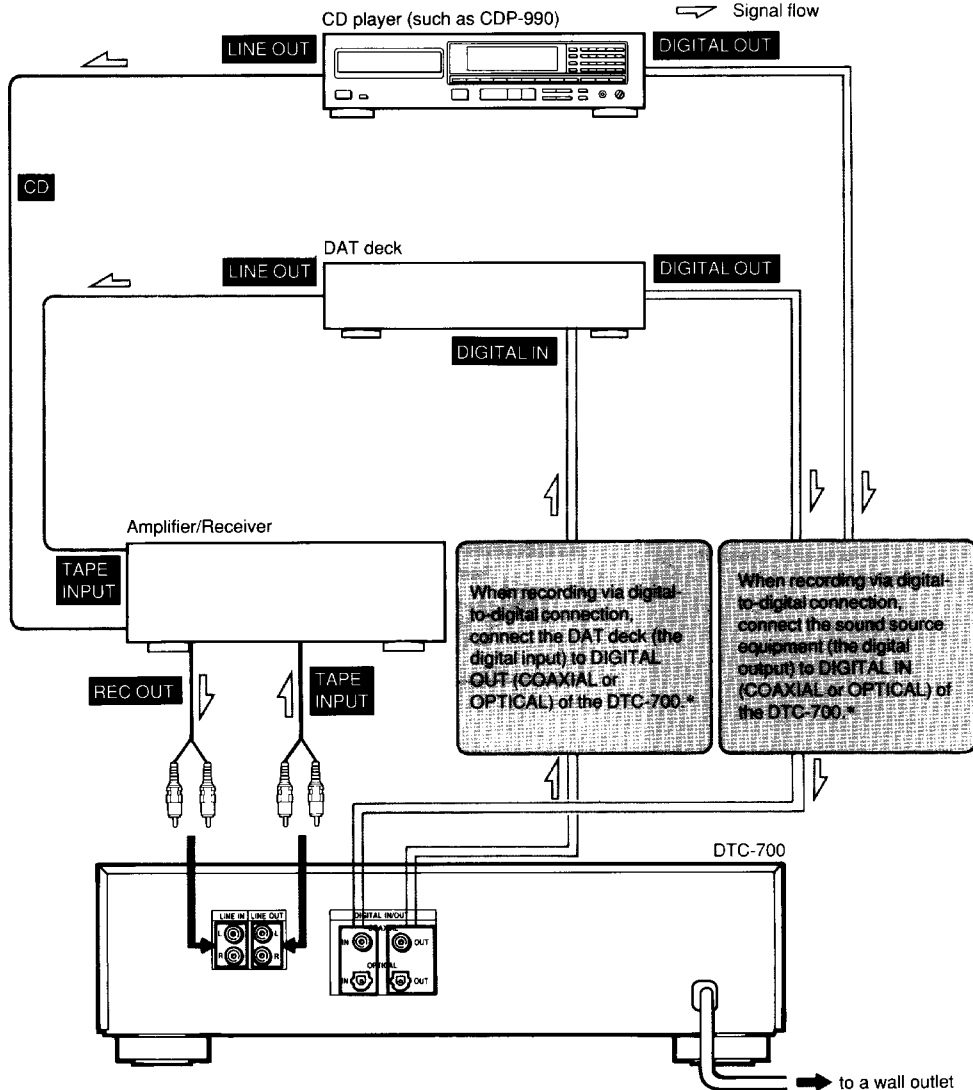 CD player (such as CDP-990)
Signal flow
LINE OUT
DIGITAL OUT
CD
DAT deck
LINE OUT
DIGITAL OUT
DIGITAL IN
Amplifier/Receiver
TAPE
INPUT
REC OUT
TAPE
INPUT
When recording via digital-
to-digital connection,
connect the DAT deck (the
digital input) to DIGITAL
OUT (COAXIAL or
OPTICAL) of the DTC-700.*
When recording via digital-
to-digital connection,
connect the sound source
equipment (the digital
output) to DIGITAL IN
(COAXIAL or OPTICAL) of
the DTC-700.*
DTC-700
LINE IN LINE OUT
L L
R R
DIGITAL IN/OUT
COAXIAL
IN OUT
OPTICAL
IN OUT
to a wall outlet